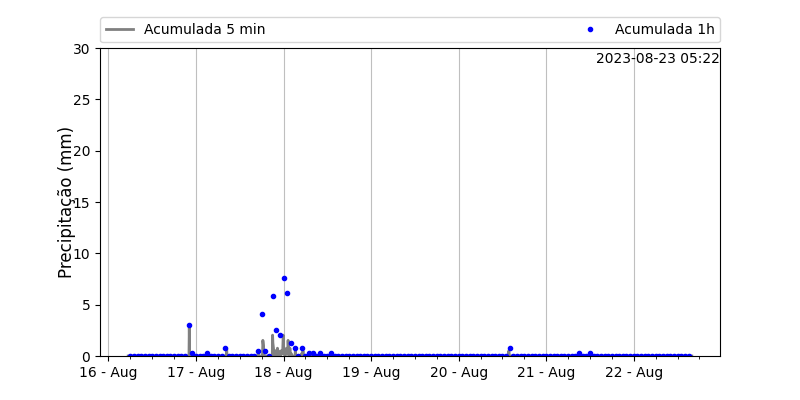 Acumulada 5 min
Acumulada 1h
2023-08-23 05:22
Precipitação (mm)
30
25
20
15
10
5
0
16 - Aug
17 - Aug
18 - Aug
19 - Aug
20 - Aug
21 - Aug
22 - Aug